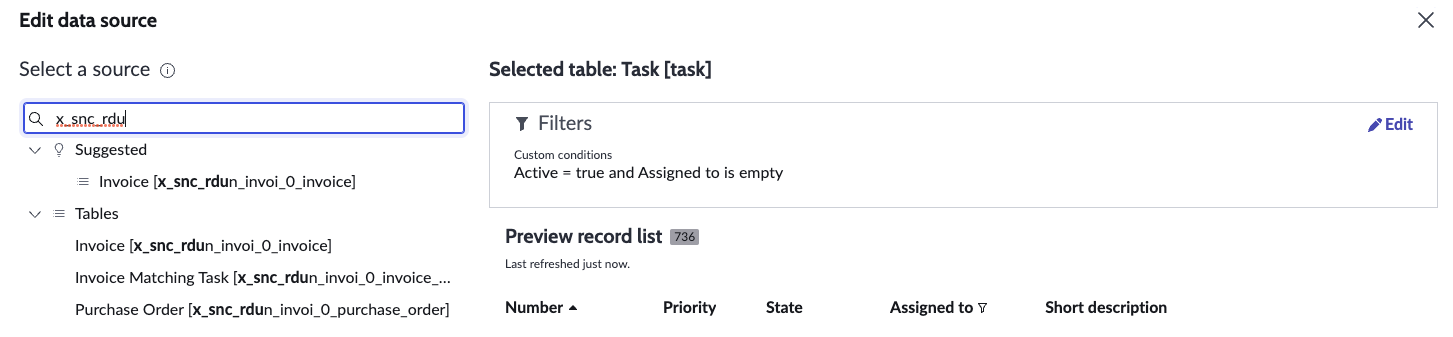 Edit data source
Select a source
x_snc_rdu
Suggested
Invoice [x_snc_rdun_invoi_0_invoice]
Tables
Invoice [x_snc_rdun_invoi_0_invoice]
Invoice Matching Task [x_snc_rdun_invoi_0_invoice_...
Purchase Order [x_snc_rdun_invoi_0_purchase_order]
Selected table: Task [task]
Filters
Edit
Custom conditions
Active = true and Assigned to is empty
Preview record list 736
Last refreshed just now.
Number Priority State Assigned to Short description